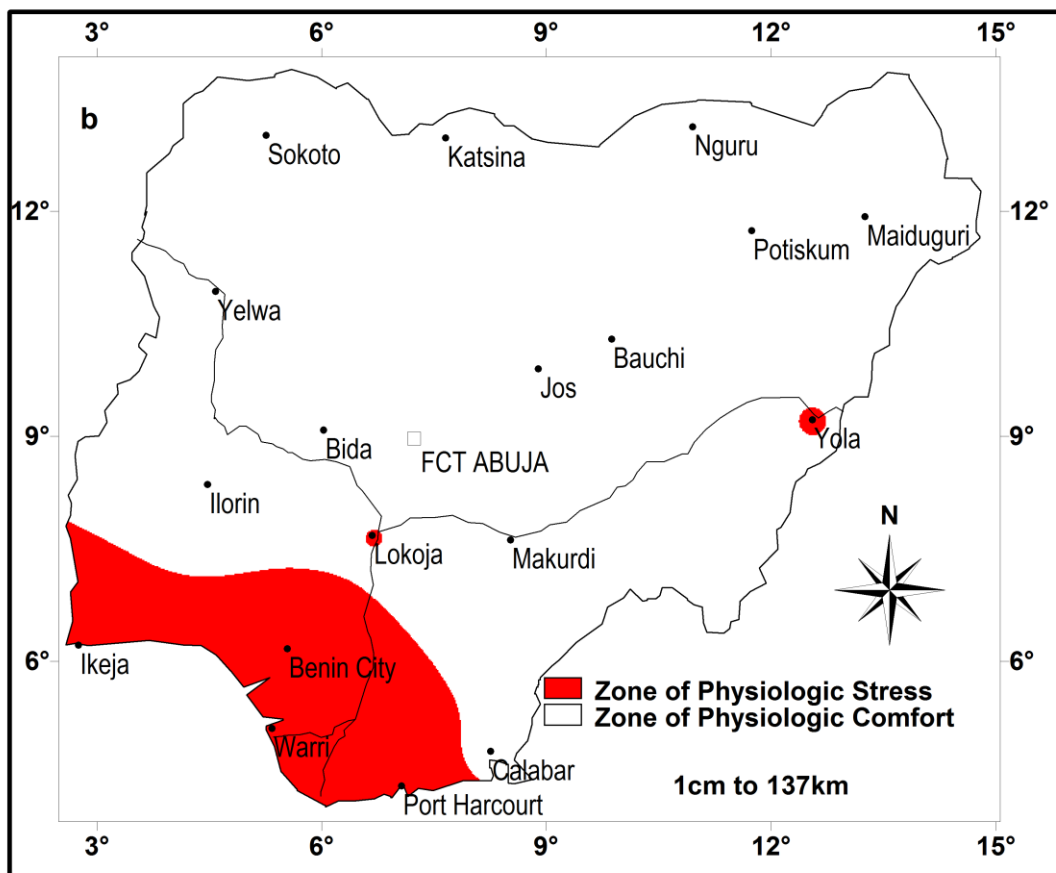 3° 6° 9° 12° 15°
b
Sokoto
Katsina
Nguru
12° 12°
Potiskum
Maiduguri
Yelwa
Bauchi
Jos
9° 9°
Bida
FCT ABUJA
Yola
Ilorin
N
Lokoja
Makurdi
6° 6°
Ikeja
Benin City
Zone of Physiologic Stress
Zone of Physiologic Comfort
Warri
Calabar
1cm to 137km
Port Harcourt
3° 6° 9° 12° 15°